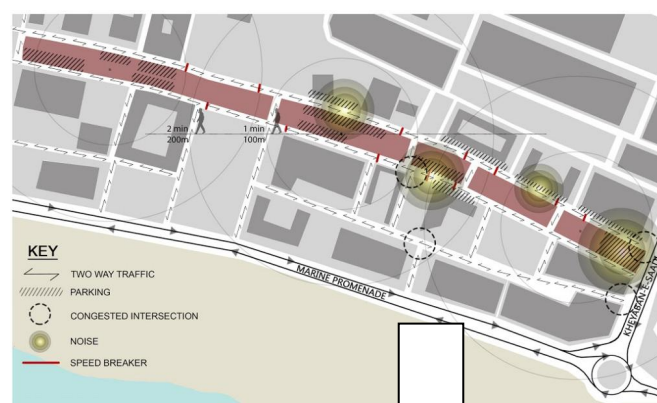 2 min
200m
1 min
100m
MARINE PROMENADE
KHEYABAN-E-SAADI
KEY
TWO WAY TRAFFIC
PARKING
CONGESTED INTERSECTION
NOISE
SPEED BREAKER